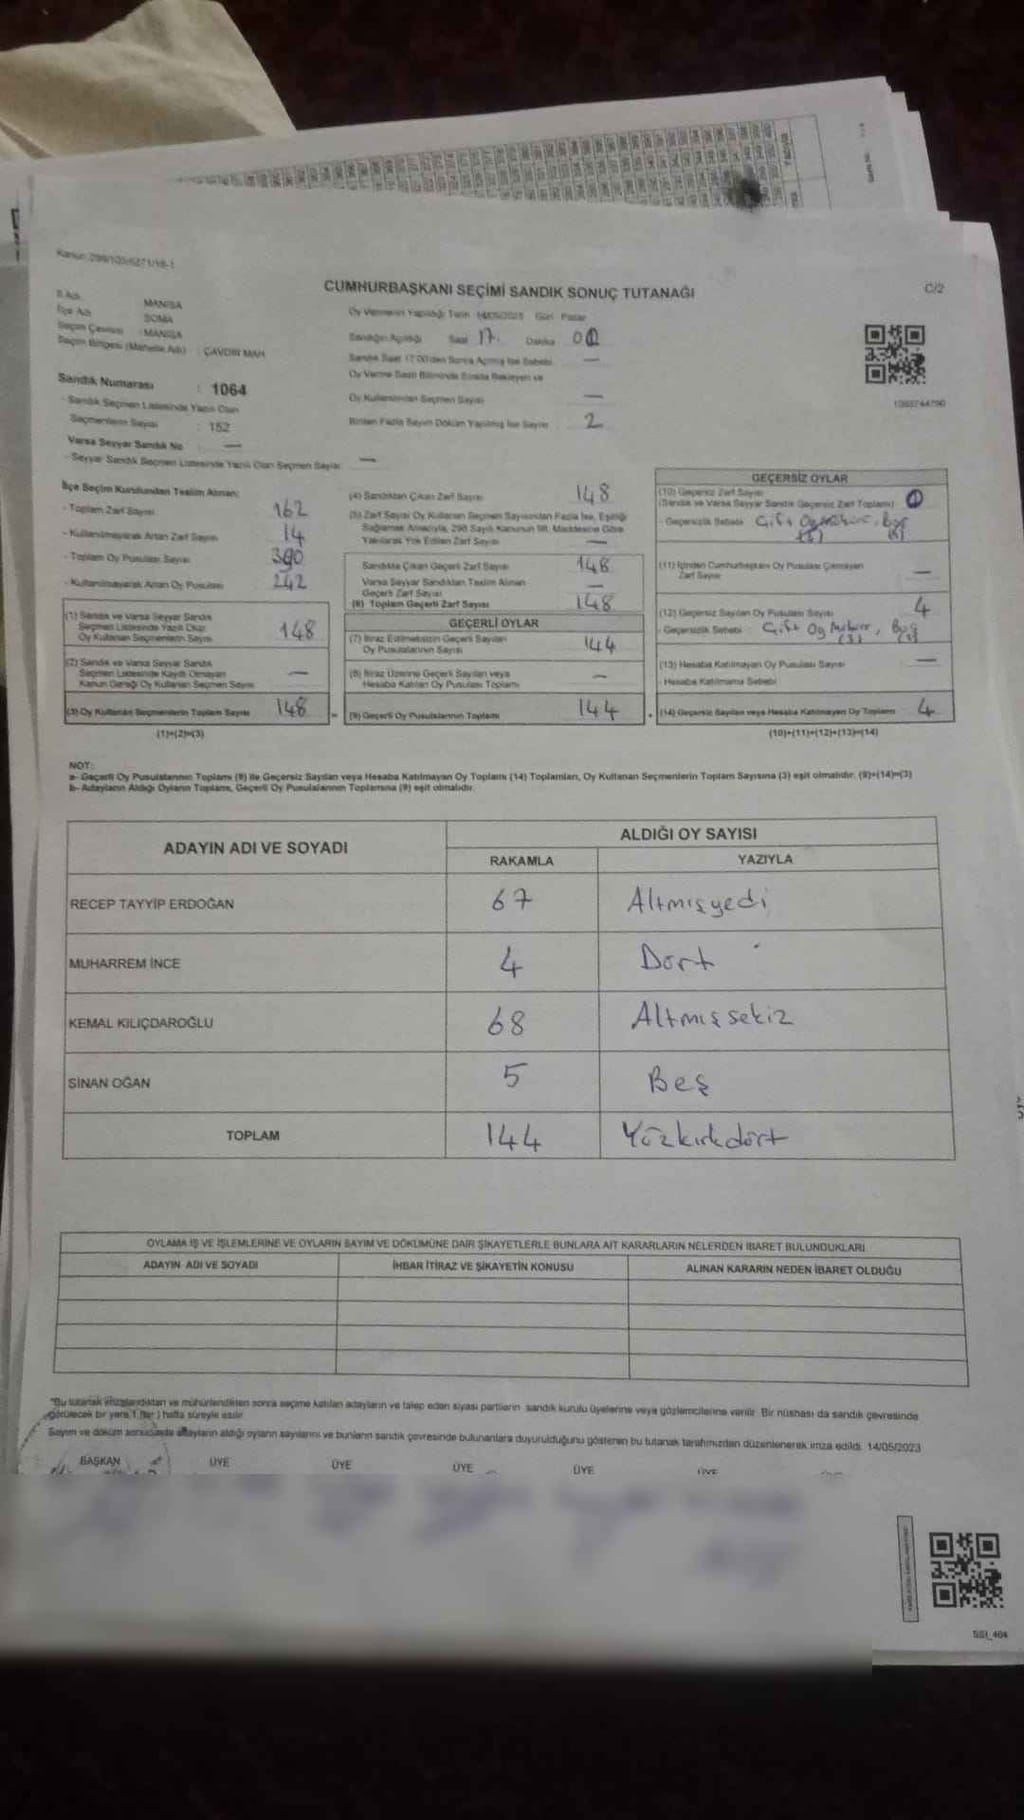 Kanun: 298/103;6271/18-1
CUMHURBAŞKANI SEÇİMİ SANDIK SONUÇ TUTANAĞI
C/2
İl Adı : MANİSA
İlçe Adı : SOMA
Seçim Çevresi : MANİSA
Seçim Bölgesi (Mahalle Adı) : ÇAVDIR MAH.
Sandık Numarası : 1064
- Sandık Seçmen Listesinde Yazılı Olan
Seçmenlerin Sayısı : 152
Varsa Seyyar Sandık No —
- Seyyar Sandık Seçmen Listesinde Yazılı Olan Seçmen Sayısı —
Oy Vermenin Yapıldığı Tarih 14/05/2023 Gün Pazar
Sandığın Açıldığı Saat 17. Dakika 00
Sandık Saat 17:00'den Sonra Açılmış İse Sebebi —
Oy Verme Saati Bitiminde Sırada Bekleyen ve
Oy Kullandıran Seçmen Sayısı —
Birden Fazla Sayım Döküm Yapılmış İse Sayısı 2
İlçe Seçim Kurulundan Teslim Alınan:
- Toplam Zarf Sayısı 162
- Kullanılmayarak Artan Zarf Sayısı 14
- Toplam Oy Pusulası Sayısı 390
- Kullanılmayarak Artan Oy Pusulası 242
(1) Sandık ve Varsa Seyyar Sandık
Seçmen Listesinde Yazılı Olup
Oy Kullanan Seçmenlerin Sayısı 148
(2) Sandık ve Varsa Seyyar Sandık
Seçmen Listesinde Kayıtlı Olmayan
Kanun Gereği Oy Kullanan Seçmen Sayısı —
(3) Oy Kullanan Seçmenlerin Toplam Sayısı 148
(1)+(2)=(3)
(4) Sandıktan Çıkan Zarf Sayısı 148
(5) Zarf Sayısı Oy Kullanan Seçmen Sayısından Fazla İse, Eşitliği
Sağlamak Amacıyla, 298 Sayılı Kanunun 98. Maddesine Göre
Yakılarak Yok Edilen Zarf Sayısı —
Sandıkta Çıkan Geçerli Zarf Sayısı 148
Varsa Seyyar Sandıktan Teslim Alınan
Geçerli Zarf Sayısı —
(6) Toplam Geçerli Zarf Sayısı 148
GEÇERLİ OYLAR
(7) İtiraz Edilmeksizin Geçerli Sayılan
Oy Pusulalarının Sayısı 144
(8) İtiraz Üzerine Geçerli Sayılan veya
Hesaba Katılan Oy Pusulası Toplamı —
(9) Geçerli Oy Pusulalarının Toplamı 144
GEÇERSİZ OYLAR
(10) Geçersiz Zarf Sayısı
(Sandık ve Varsa Seyyar Sandık Geçersiz Zarf Toplamı)
- Geçersizlik Sebebi :
(11) İçinden Cumhurbaşkanı Oy Pusulası Çıkmayan
Zarf Sayısı —
(12) Geçersiz Sayılan Oy Pusulası Sayısı 4
- Geçersizlik Sebebi : Çift Oy
(13) Hesaba Katılmayan Oy Pusulası Sayısı —
- Hesaba Katılmama Sebebi
(14) Geçersiz Sayılan veya Hesaba Katılmayan Oy Toplamı 4
(10)+(11)+(12)+(13)=(14)
NOT:
a- Geçerli Oy Pusulalarının Toplamı (9) ile Geçersiz Sayılan veya Hesaba Katılmayan Oy Toplamı (14) Toplamları, Oy Kullanan Seçmenlerin Toplam Sayısına (3) eşit olmalıdır. (9)+(14)=(3)
b- Adayların Aldığı Oyların Toplamı, Geçerli Oy Pusulalarının Toplamına (9) eşit olmalıdır.
ADAYIN ADI VE SOYADI
ALDIĞI OY SAYISI
RAKAMLA YAZIYLA
RECEP TAYYİP ERDOĞAN 67 Altmışyedi
MUHARREM İNCE 4 Dört
KEMAL KILIÇDAROĞLU 68 Altmışsekiz
SİNAN OĞAN 5 Beş
TOPLAM 144 Yüzkırkdört
OYLAMA İŞ VE İŞLEMLERİNE VE OYLARIN SAYIM VE DÖKÜMÜNE DAİR ŞİKAYETLERLE BUNLARA AİT KARARLARIN NELERDEN İBARET BULUNDUKLARI
ADAYIN ADI VE SOYADI İHBAR İTİRAZ VE ŞİKAYETİN KONUSU ALINAN KARARIN NEDEN İBARET OLDUĞU
"Bu tutanak imzalandıktan ve mühürlendikten sonra seçime katılan adayların ve talep eden siyasi partilerin sandık kurulu üyelerine veya gözlemcilerine verilir. Bir nüshası da sandık çevresinde
görülecek bir yere 1 (bir) hafta süreyle asılır.
Sayım ve döküm sonucunda adayların aldığı oyların sayılarını ve bunların sandık çevresinde bulunanlara duyurulduğunu gösteren bu tutanak tarafımızdan düzenlenerek imza edildi. 14/05/2023
BAŞKAN ÜYE ÜYE ÜYE ÜYE ÜYE
SSI_464